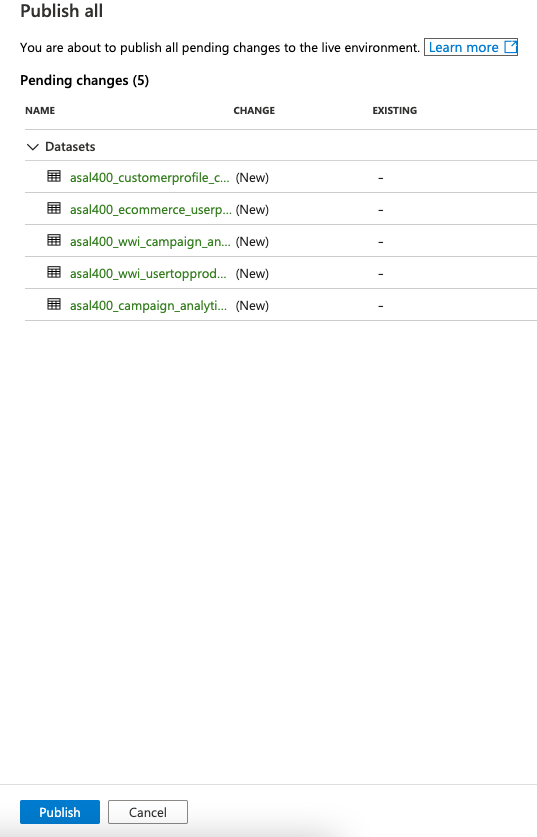 Publish all
You are about to publish all pending changes to the live environment. Learn more
Pending changes (5)
NAME CHANGE EXISTING
Datasets
asal400_customerprofile_c... (New) -
asal400_ecommerce_userp... (New) -
asal400_wwi_campaign_an... (New) -
asal400_wwi_usertopprod... (New) -
asal400_campaign_analyti... (New) -
Publish Cancel